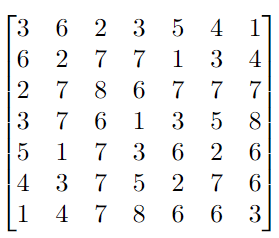 3 6 2 3 5 4 1
6 2 7 7 1 3 4
2 7 8 6 7 7 7
3 7 6 1 3 5 8
5 1 7 3 6 2 6
4 3 7 5 2 7 6
1 4 7 8 6 6 3